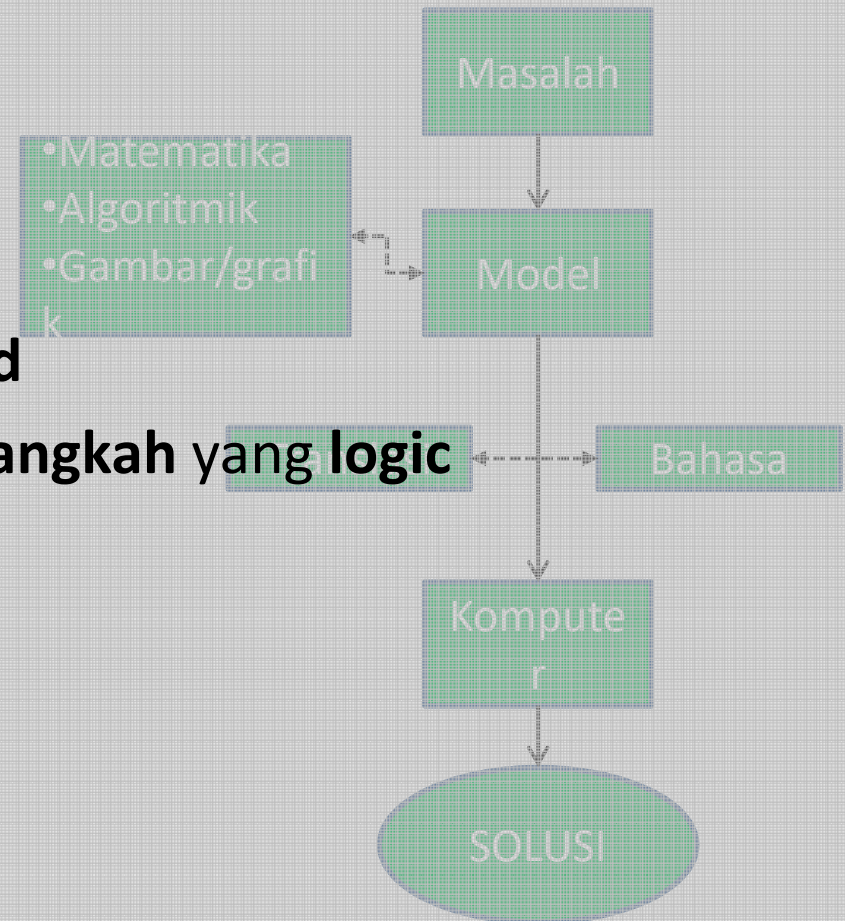 Masalah
•Matematika
•Algoritmik
•Gambar/grafi
k
Model
d
angkah yang logic
Bahasa
Kompute
r
SOLUSI